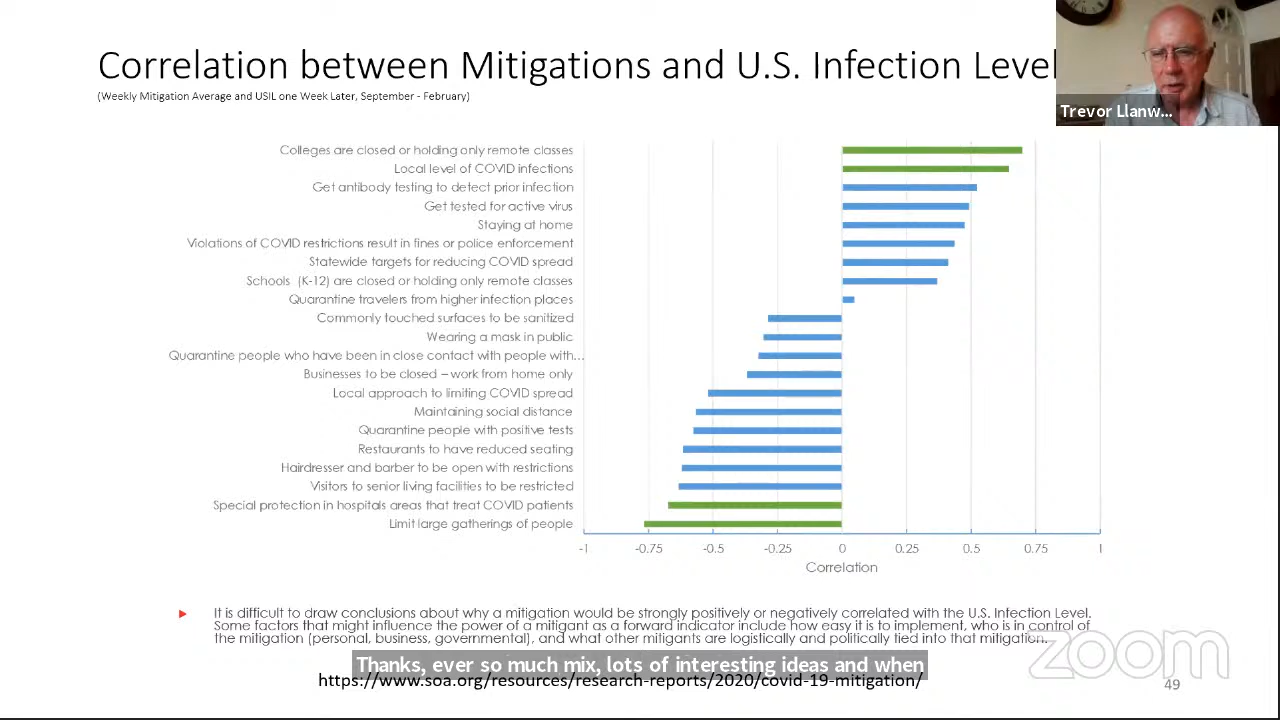 Correlation between Mitigations and U.S. Infection Level
(Weekly Mitigation Average and USIL one Week Later, September - February)
Trevor Llanw...
Colleges are closed or holding only remote classes
Local level of COVID infections
Get antibody testing to detect prior infection
Get tested for active virus
Staying at home
Violations of COVID restrictions result in fines or police enforcement
Statewide targets for reducing COVID spread
Schools (K-12) are closed or holding only remote classes
Quarantine travelers from higher infection places
Commonly touched surfaces to be sanitized
Wearing a mask in public
Quarantine people who have been in close contact with people with...
Businesses to be closed – work from home only
Local approach to limiting COVID spread
Maintaining social distance
Quarantine people with positive tests
Restaurants to have reduced seating
Hairdresser and barber to be open with restrictions
Visitors to senior living facilities to be restricted
Special protection in hospitals areas that treat COVID patients
Limit large gatherings of people
-1 -0.75 -0.5 -0.25 0 0.25 0.5 0.75 1
Correlation
It is difficult to draw conclusions about why a mitigation would be strongly positively or negatively correlated with the U.S. Infection Level.
Some factors that might influence the power of a mitigant as a forward indicator include how easy it is to implement, who is in control of
the mitigation (personal, business, governmental), and what other mitigants are logistically and politically tied into that mitigation.
Thanks, ever so much mix, lots of interesting ideas and when
https://www.soa.org/resources/research-reports/2020/covid-19-mitigation/
zoom
49